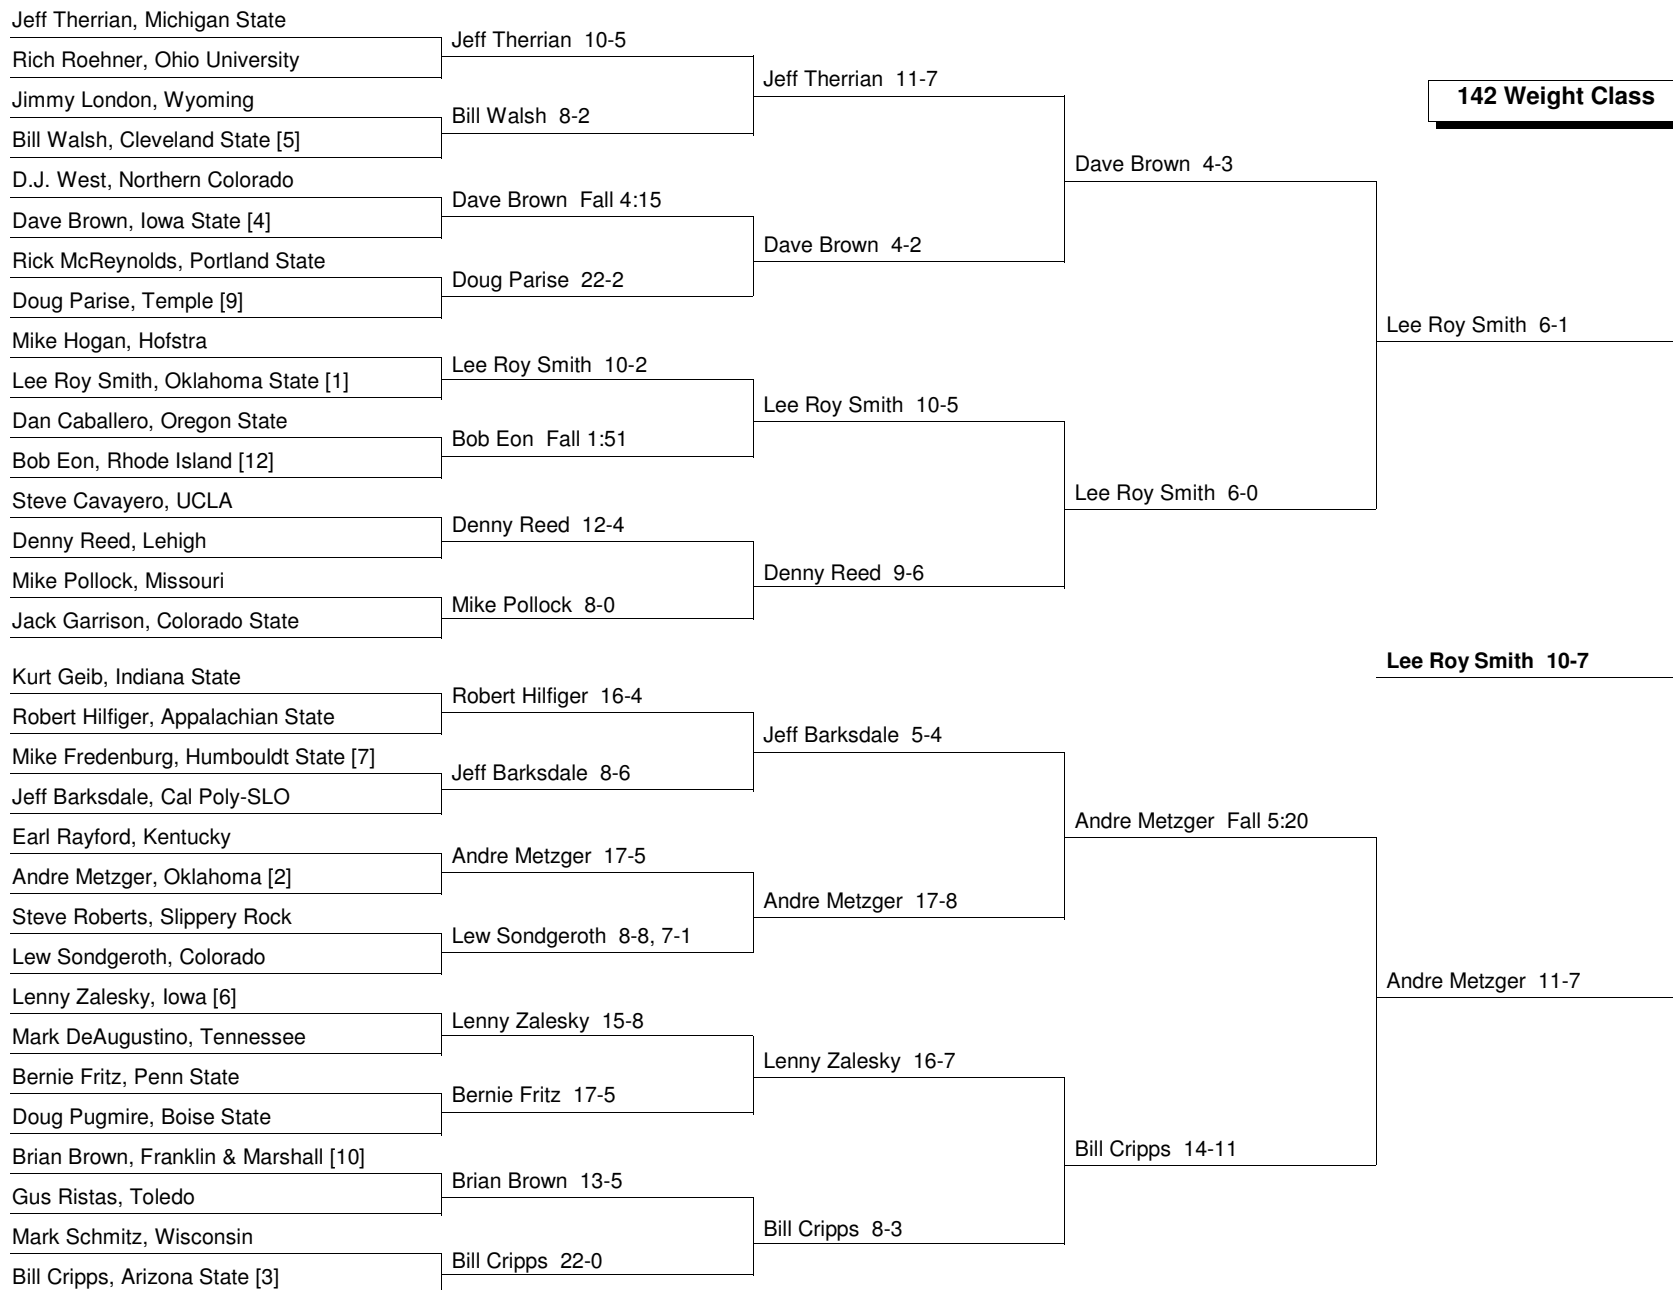 Jeff Therrian, Michigan State
Rich Roehner, Ohio University
Jimmy London, Wyoming
Bill Walsh, Cleveland State [5]
D.J. West, Northern Colorado
Dave Brown, Iowa State [4]
Rick McReynolds, Portland State
Doug Parise, Temple [9]
Mike Hogan, Hofstra
Lee Roy Smith, Oklahoma State [1]
Dan Caballero, Oregon State
Bob Eon, Rhode Island [12]
Steve Cavayero, UCLA
Denny Reed, Lehigh
Mike Pollock, Missouri
Jack Garrison, Colorado State
Kurt Geib, Indiana State
Robert Hilfiger, Appalachian State
Mike Fredenburg, Humbouldt State [7]
Jeff Barksdale, Cal Poly-SLO
Earl Rayford, Kentucky
Andre Metzger, Oklahoma [2]
Steve Roberts, Slippery Rock
Lew Sondgeroth, Colorado
Lenny Zalesky, Iowa [6]
Mark DeAugustino, Tennessee
Bernie Fritz, Penn State
Doug Pugmire, Boise State
Brian Brown, Franklin & Marshall [10]
Gus Ristas, Toledo
Mark Schmitz, Wisconsin
Bill Cripps, Arizona State [3]
Jeff Therrian 10-5
Bill Walsh 8-2
Dave Brown Fall 4:15
Doug Parise 22-2
Lee Roy Smith 10-2
Bob Eon Fall 1:51
Denny Reed 12-4
Mike Pollock 8-0
Robert Hilfiger 16-4
Jeff Barksdale 8-6
Andre Metzger 17-5
Lew Sondgeroth 8-8, 7-1
Lenny Zalesky 15-8
Bernie Fritz 17-5
Brian Brown 13-5
Bill Cripps 22-0
Jeff Therrian 11-7
Dave Brown 4-2
Lee Roy Smith 10-5
Denny Reed 9-6
Jeff Barksdale 5-4
Andre Metzger 17-8
Lenny Zalesky 16-7
Bill Cripps 8-3
Dave Brown 4-3
Lee Roy Smith 6-0
Andre Metzger Fall 5:20
Bill Cripps 14-11
142 Weight Class
Lee Roy Smith 6-1
Lee Roy Smith 10-7
Andre Metzger 11-7